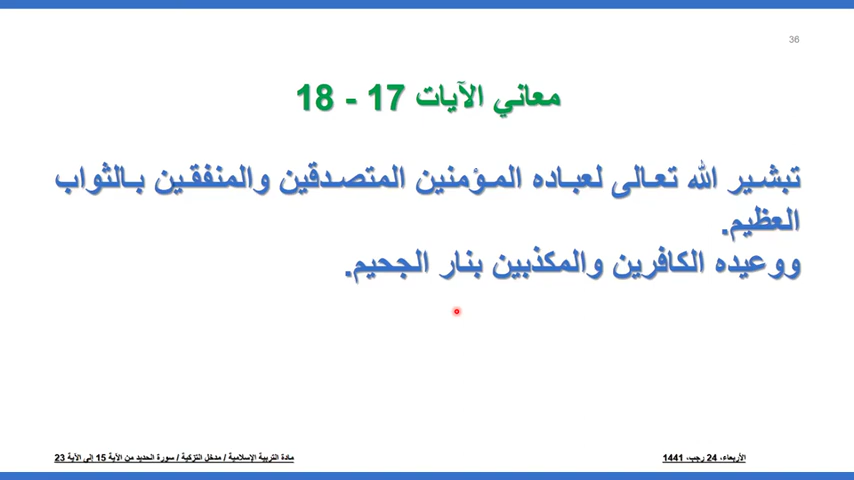 36
معاني الآيات 17 - 18
تبشير الله تعالى لعباده المؤمنين المتصدقين والمنفقين بالثواب
العظيم.
ووعيده الكافرين والمكذبين بنار الجحيم.
الأربعاء، 24 رجب، 1441
مادة التربية الإسلامية / مدخل التزكية / سورة الحديد من الآية 15 إلى الآية 23